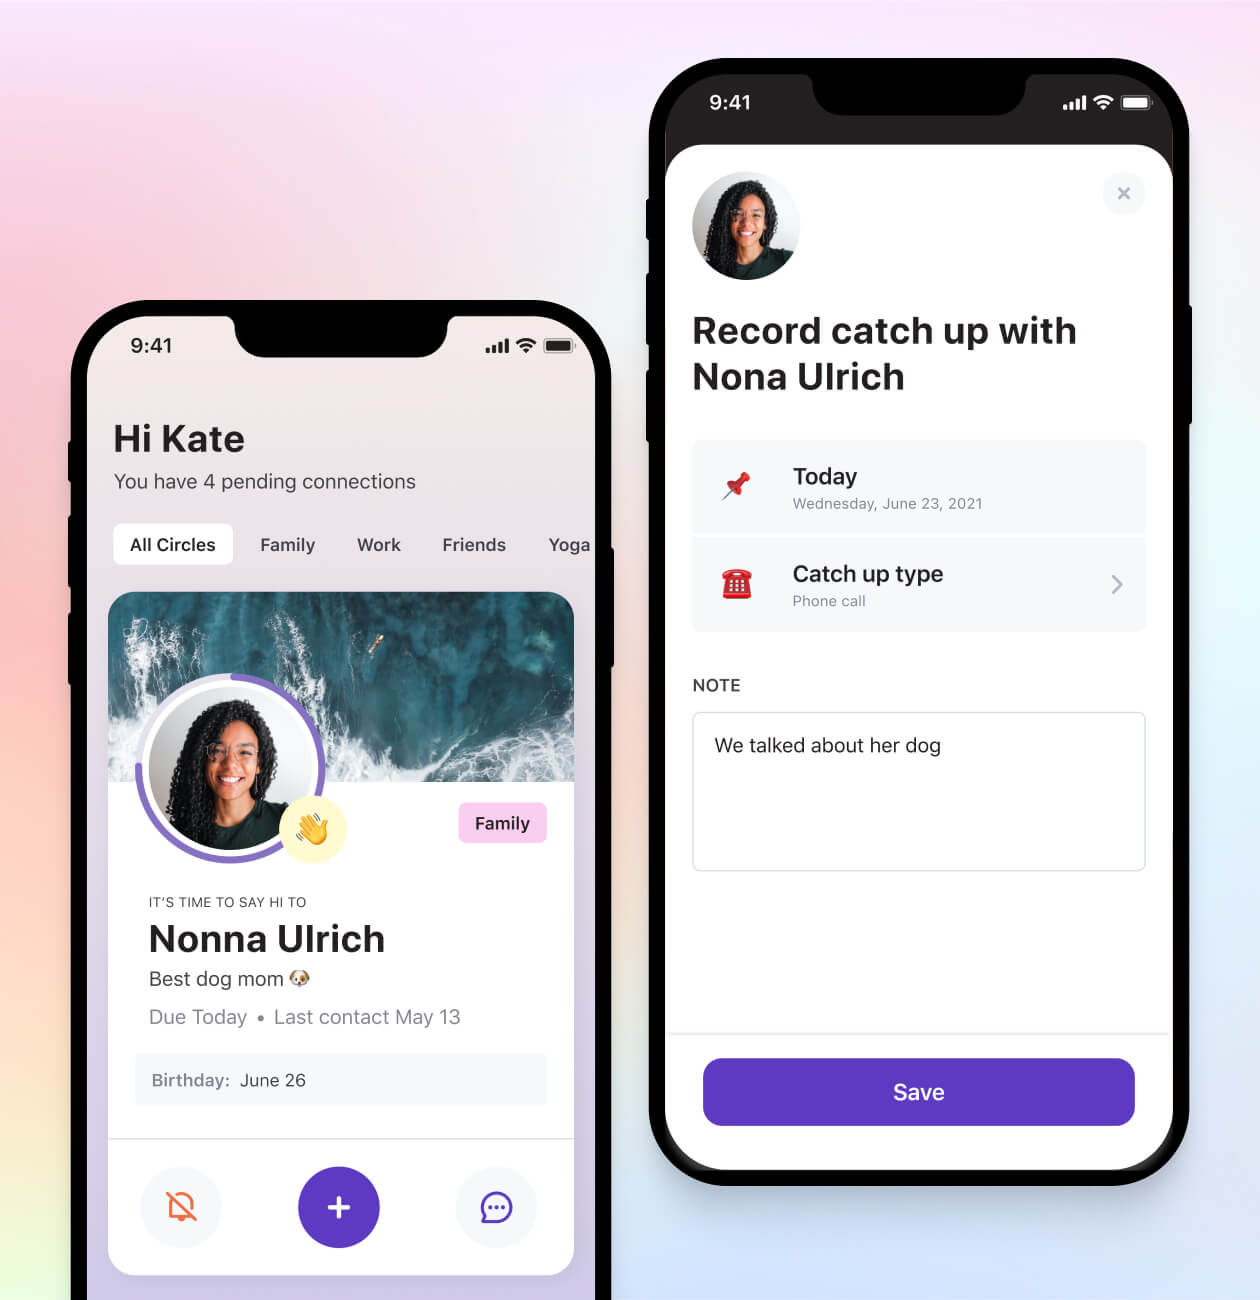 9:41
Hi Kate
You have 4 pending connections
All Circles Family Work Friends Yoga
Family
IT'S TIME TO SAY HI TO
Nonna Ulrich
Best dog mom 🐶
Due Today • Last contact May 13
Birthday: June 26
9:41
Record catch up with
Nona Ulrich
Today
Wednesday, June 23, 2021
Catch up type
Phone call
NOTE
We talked about her dog
Save